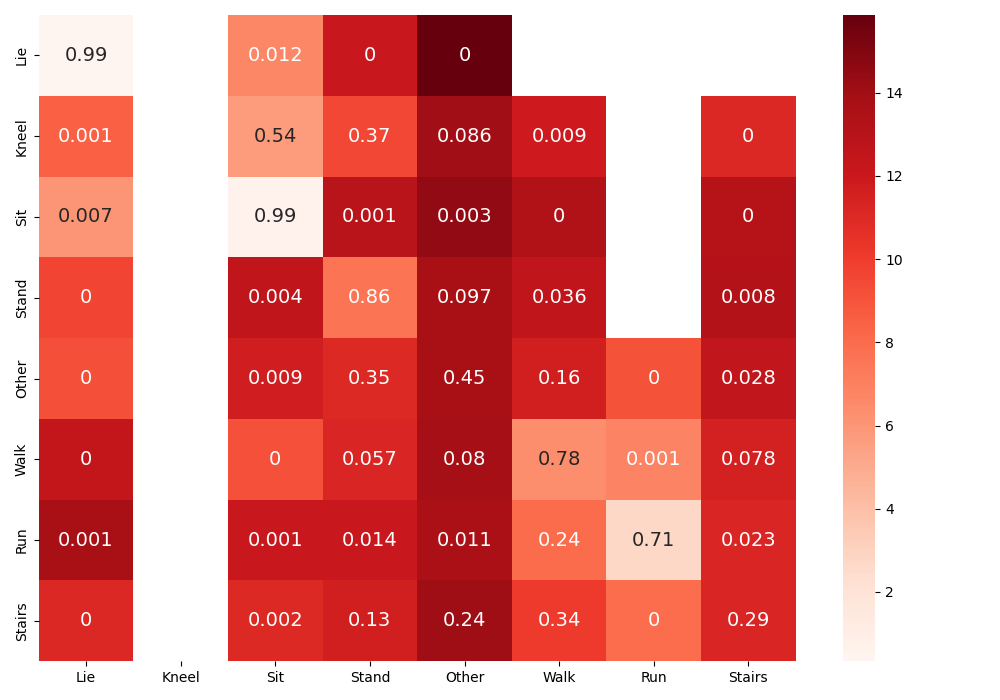 Lie 0.99 0.012 0 0
14
Kneel 0.001 0.54 0.37 0.086 0.009 0
12
Sit 0.007 0.99 0.001 0.003 0 0
10
Stand 0 0.004 0.86 0.097 0.036 0.008
8
Other 0 0.009 0.35 0.45 0.16 0 0.028
6
Walk 0 0 0.057 0.08 0.78 0.001 0.078
4
Run 0.001 0.001 0.014 0.011 0.24 0.71 0.023
2
Stairs 0 0.002 0.13 0.24 0.34 0 0.29
Lie Kneel Sit Stand Other Walk Run Stairs